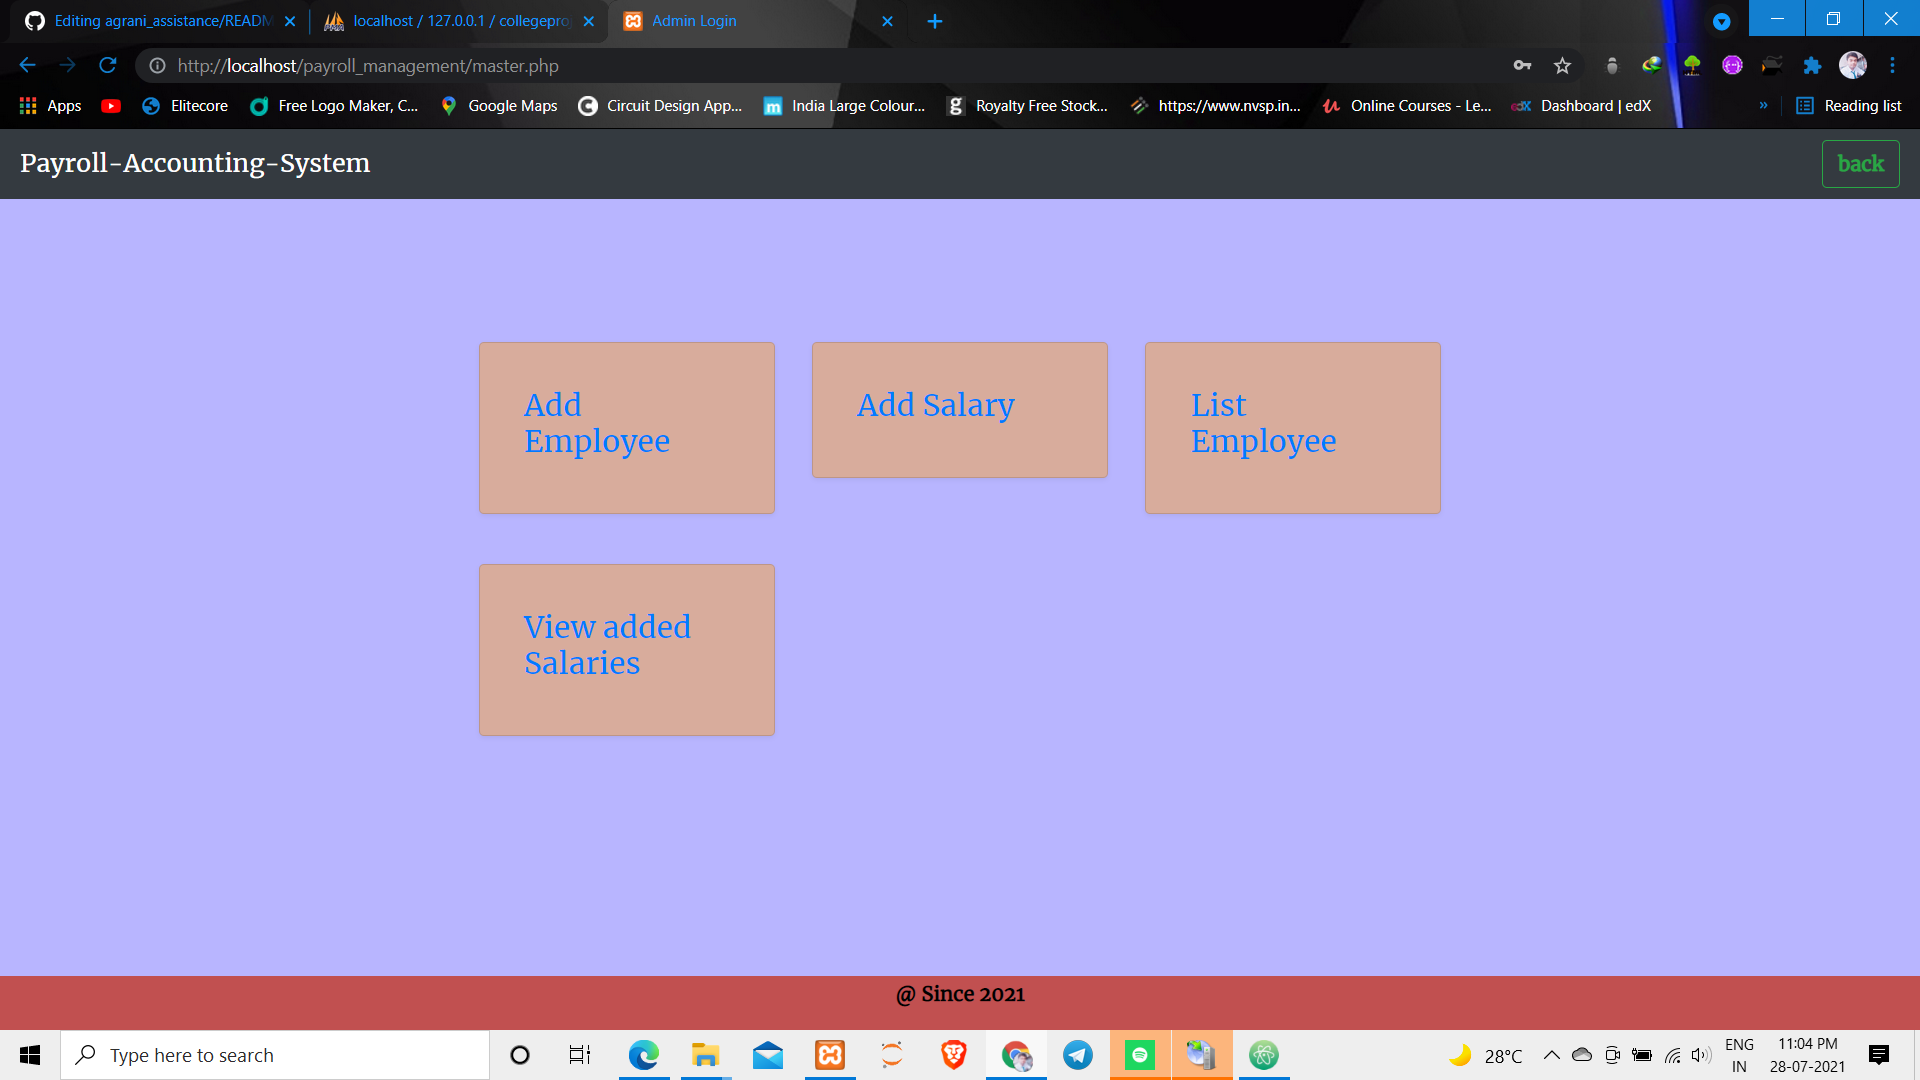 Editing agrani_assistance/READM
localhost / 127.0.0.1 / collegepro
Admin Login
http://localhost/payroll_management/master.php
Apps
Elitecore
Free Logo Maker, C...
Google Maps
Circuit Design App...
India Large Colour...
Royalty Free Stock...
https://www.nvsp.in...
Online Courses - Le...
Dashboard | edX
»
Reading list
Payroll-Accounting-System
back
Add
Employee
Add Salary
List
Employee
View added
Salaries
@ Since 2021
Type here to search
28°C
ENG
IN
11:04 PM
28-07-2021